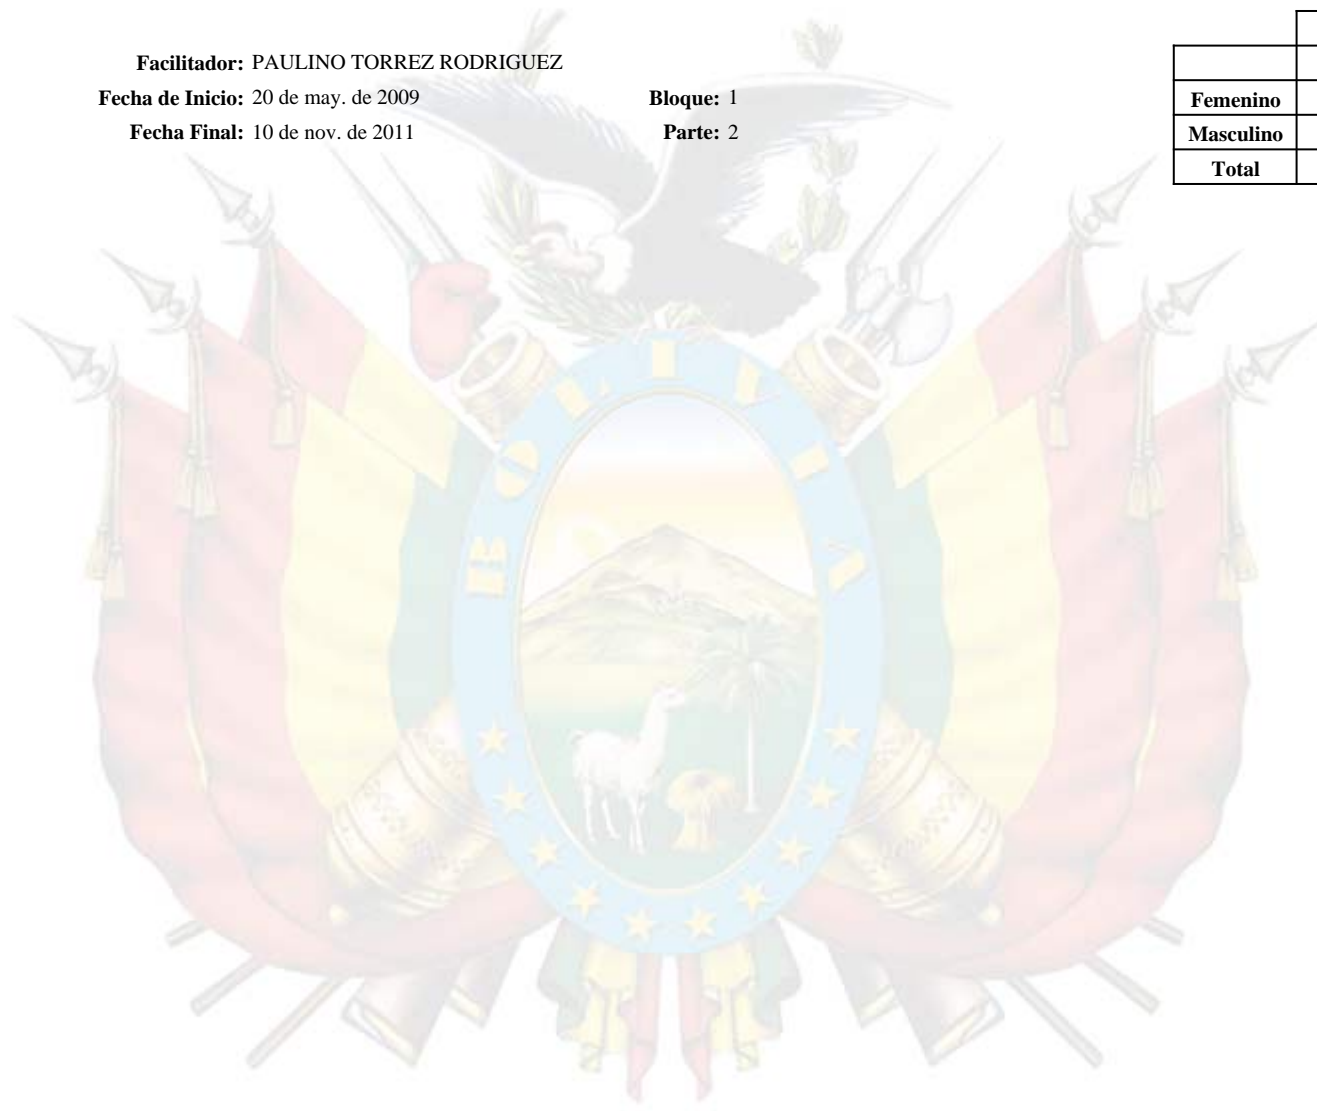 Facilitador: PAULINO TORREZ RODRIGUEZ
Fecha de Inicio: 20 de may. de 2009 Bloque: 1
Fecha Final: 10 de nov. de 2011 Parte: 2
Femenino
Masculino
Total
BOLIVIA